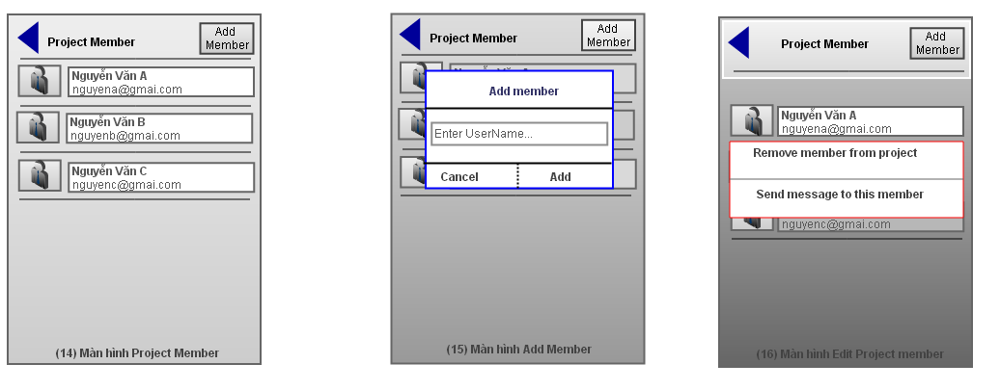 Project Member
Add
Member
Nguyễn Văn A
nguyena@gmai.com
Nguyễn Văn B
nguyenb@gmai.com
Nguyễn Văn C
nguyenc@gmai.com
(14) Màn hình Project Member
Project Member
Add
Member
Add member
Enter UserName...
Cancel
Add
(15) Màn hình Add Member
Project Member
Add
Member
Nguyễn Văn A
nguyena@gmai.com
Remove member from project
Send message to this member
nguyenc@gmai.com
(16) Màn hình Edit Project member